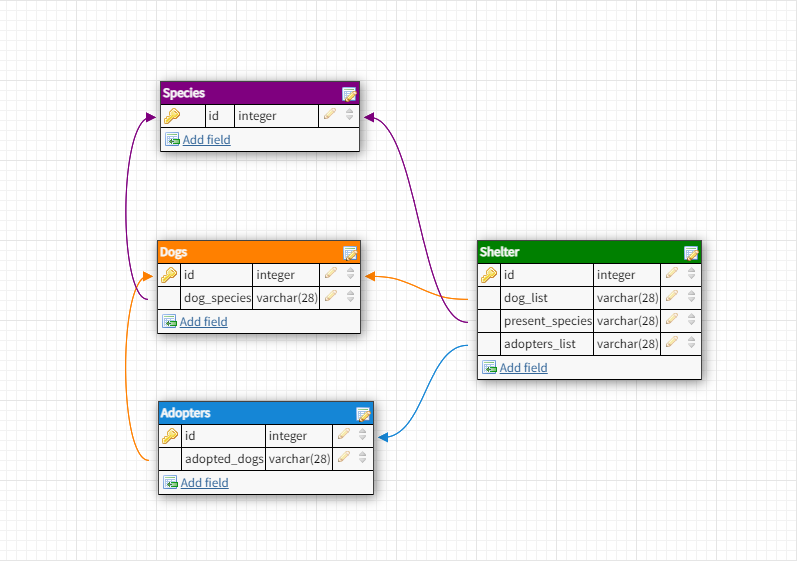 Species
id integer
Add field
Dogs
id integer
dog_species varchar(28)
Add field
Shelter
id integer
dog_list varchar(28)
present_species varchar(28)
adopters_list varchar(28)
Add field
Adopters
id integer
adopted_dogs varchar(28)
Add field